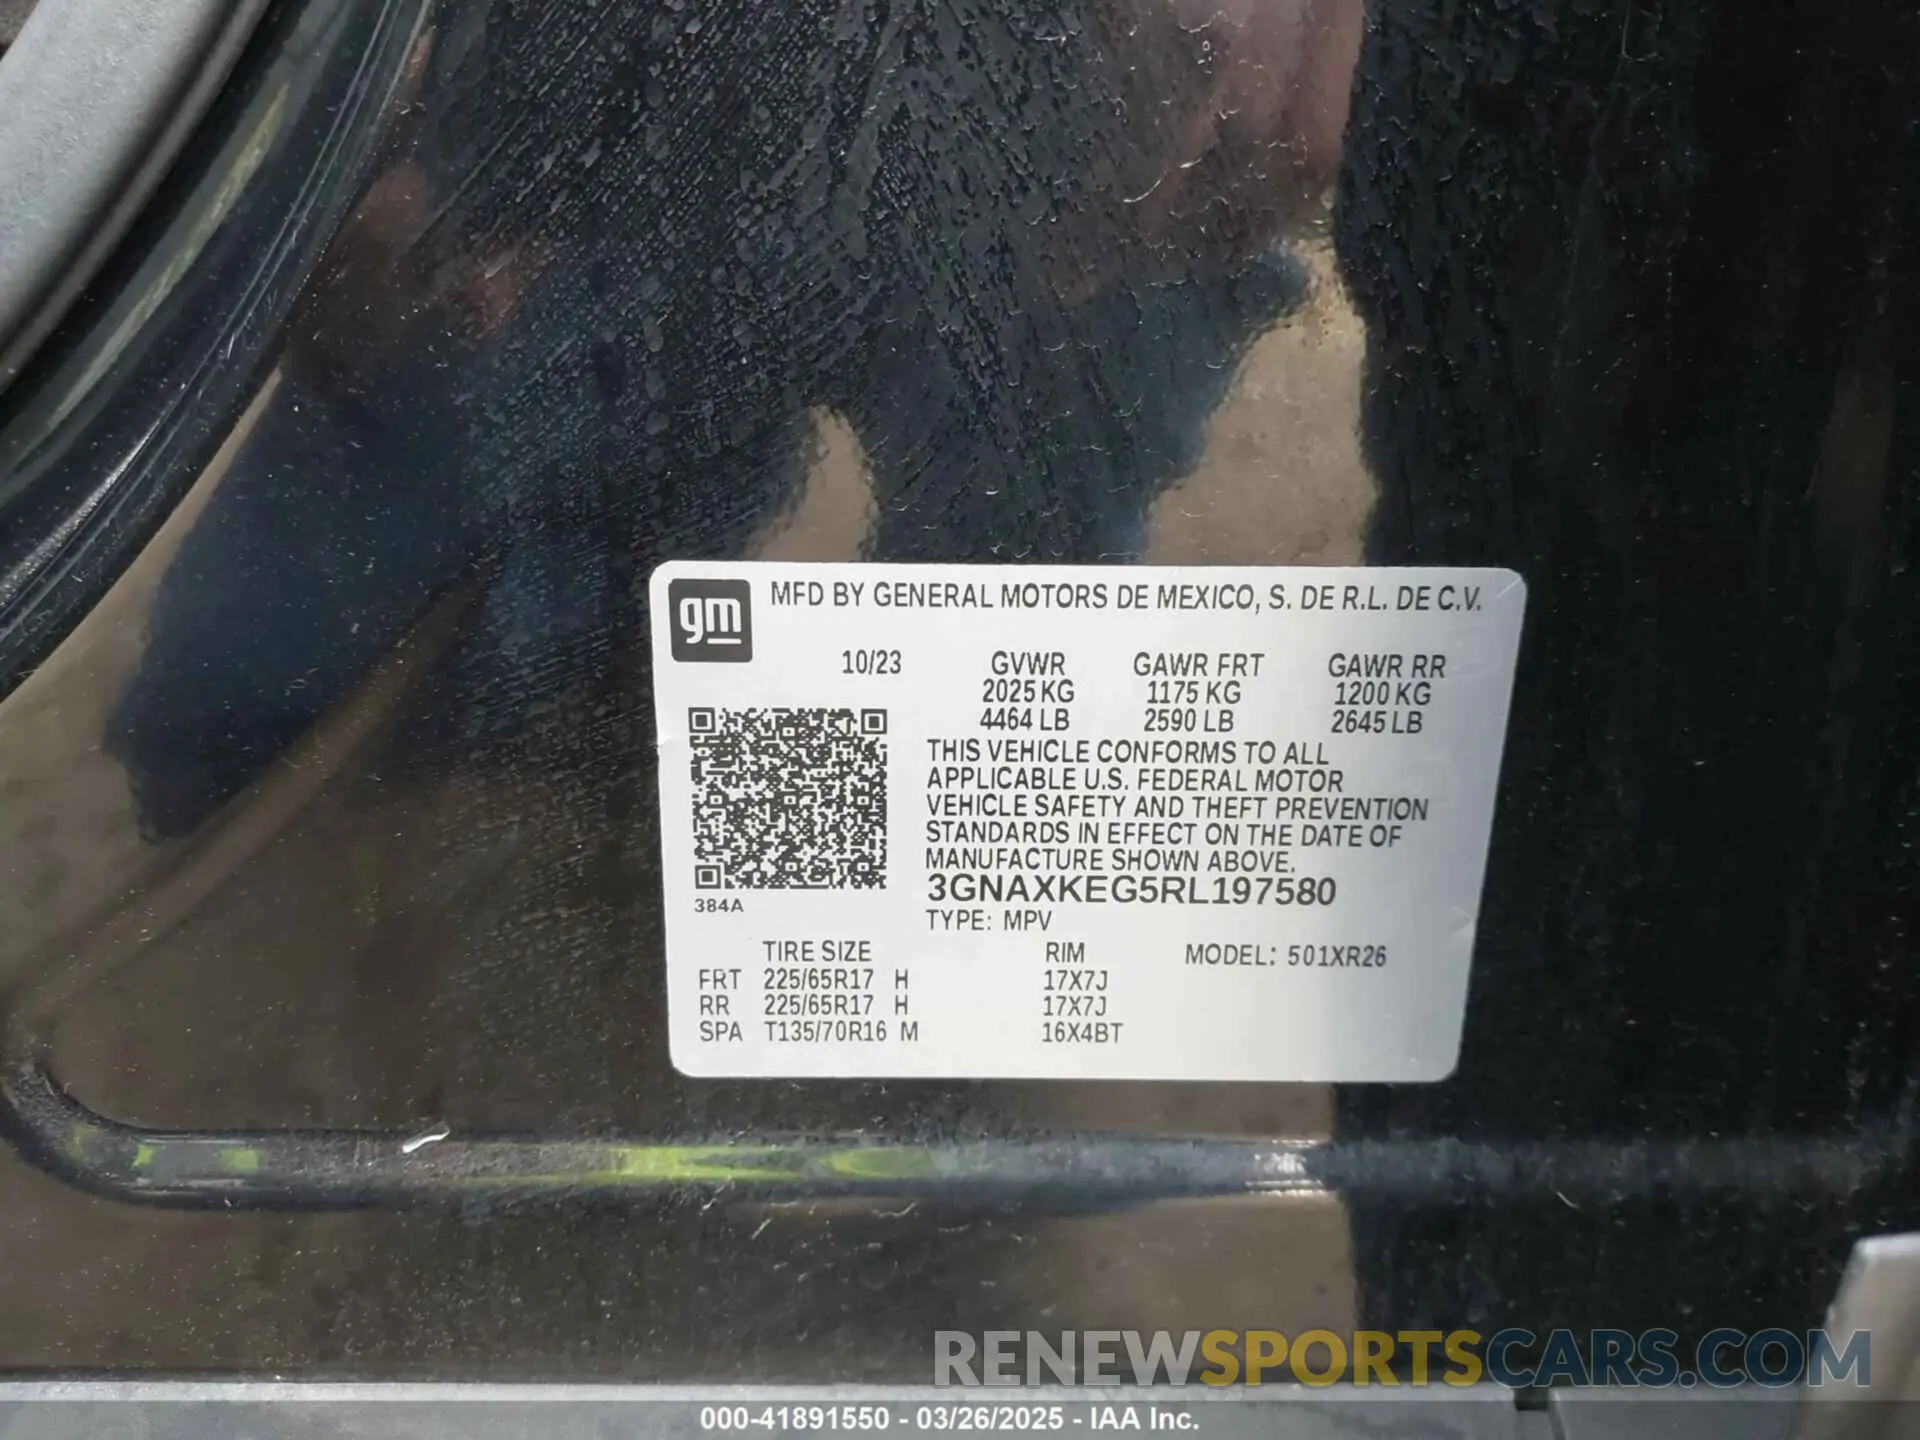 gm MFD BY GENERAL MOTORS DE MEXICO, S. DE R.L. DE C.V.
10/23 GVWR GAWR FRT GAWR RR
2025 KG 1175 KG 1200 KG
4464 LB 2590 LB 2645 LB
THIS VEHICLE CONFORMS TO ALL
APPLICABLE U.S. FEDERAL MOTOR
VEHICLE SAFETY AND THEFT PREVENTION
STANDARDS IN EFFECT ON THE DATE OF
MANUFACTURE SHOWN ABOVE.
3GNAXKEG5RL197580
384A
TYPE: MPV
TIRE SIZE RIM MODEL: 501XR26
FRT 225/65R17 H 17X7J
RR 225/65R17 H 17X7J
SPA T135/70R16 M 16X4BT
RENEWSPORTSCARS.COM
000-41891550 - 03/26/2025 - IAA Inc.